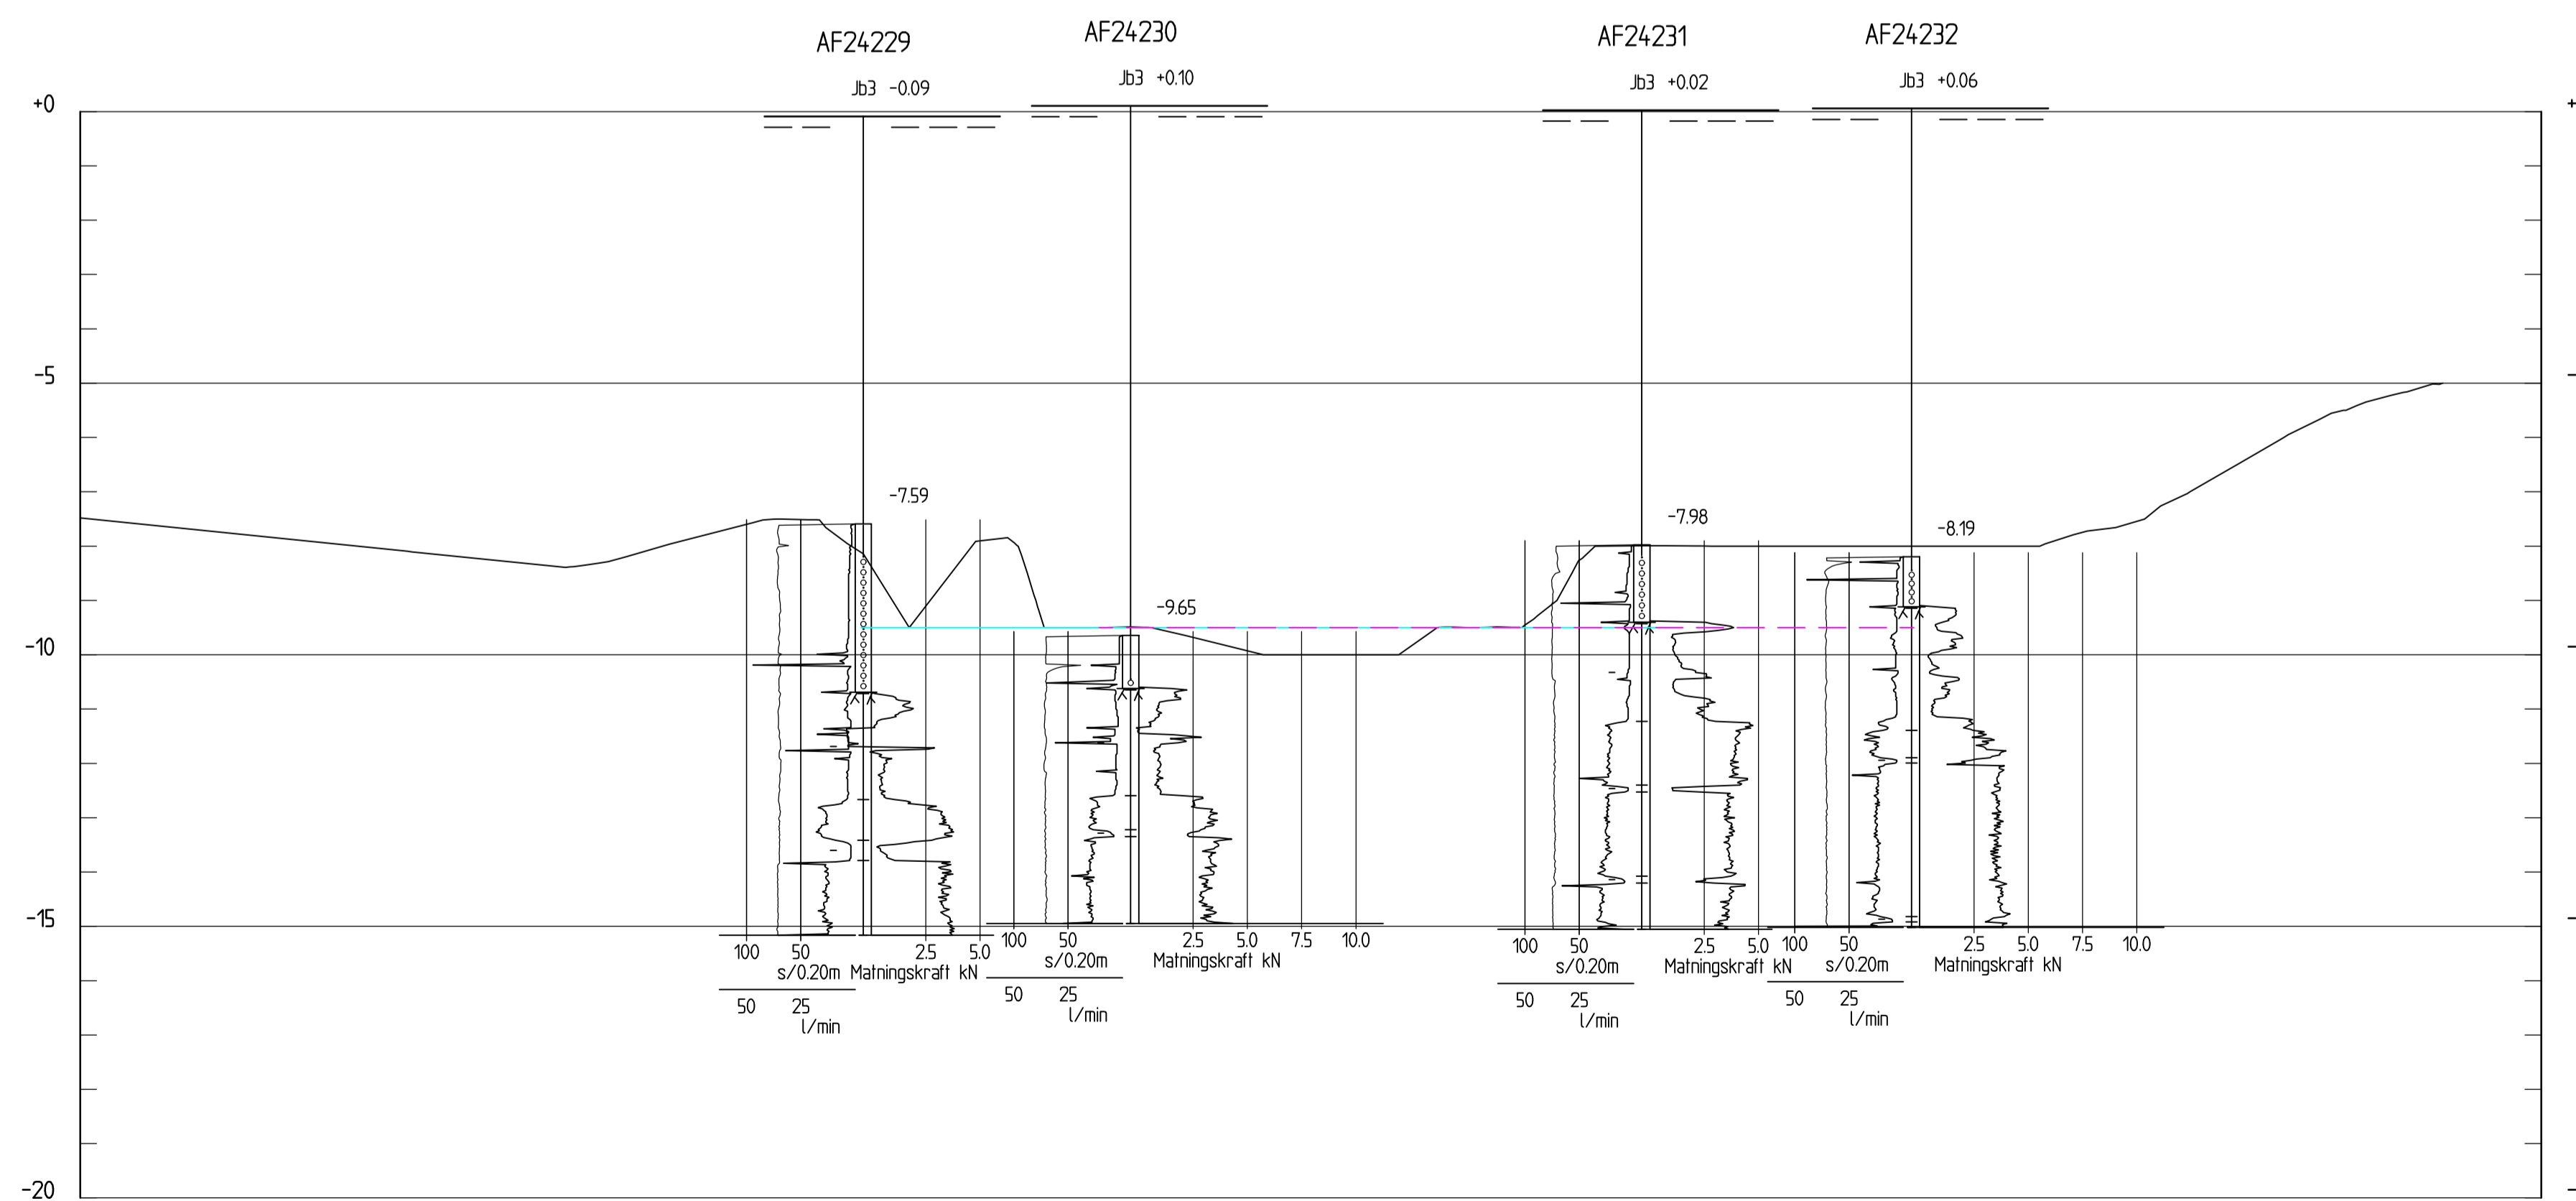 AF24229
AF24230
AF24231
AF24232
Jb3 -0.09
Jb3 +0.10
Jb3 +0.02
Jb3 +0.06
+0
-5
-7.59
-7.98
-8.19
-9.65
-10
-15
100 50 2.5 5.0
s/0.20m Matningskraft kN
50 25
l/min
100 50 2.5 5.0 7.5 10.0
s/0.20m Matningskraft kN
50 25
l/min
100 50 2.5 5.0
s/0.20m Matningskraft kN
50 25
l/min
100 50 2.5 5.0 7.5 10.0
s/0.20m Matningskraft kN
50 25
l/min
-20